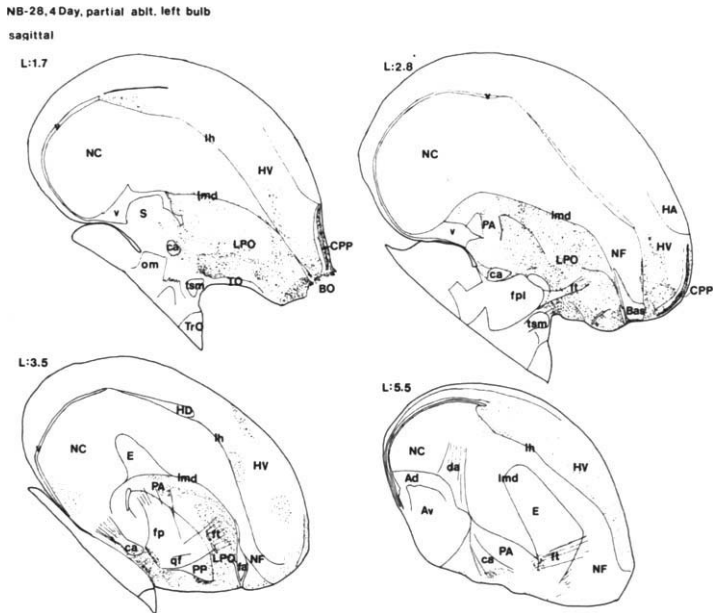 NB-28, 4 Day, partial ablt. left bulb
sagittal
L:1.7
v
NC
lh
HV
lmd
v
S
ca
LPO
CPP
om
tsm
TO
BO
TrO
L:2.8
v
NC
HA
lmd
PA
v
NF
HV
LPO
ca
ft
fpl
CPP
Bas
tsm
L:3.5
HD
v
NC
lh
E
HV
lmd
PA
fp
ft
ca
qf
LPO
NF
PP
fa
L:5.5
NC
lh
HV
da
lmd
Ad
E
Av
PA
ca
ft
NF